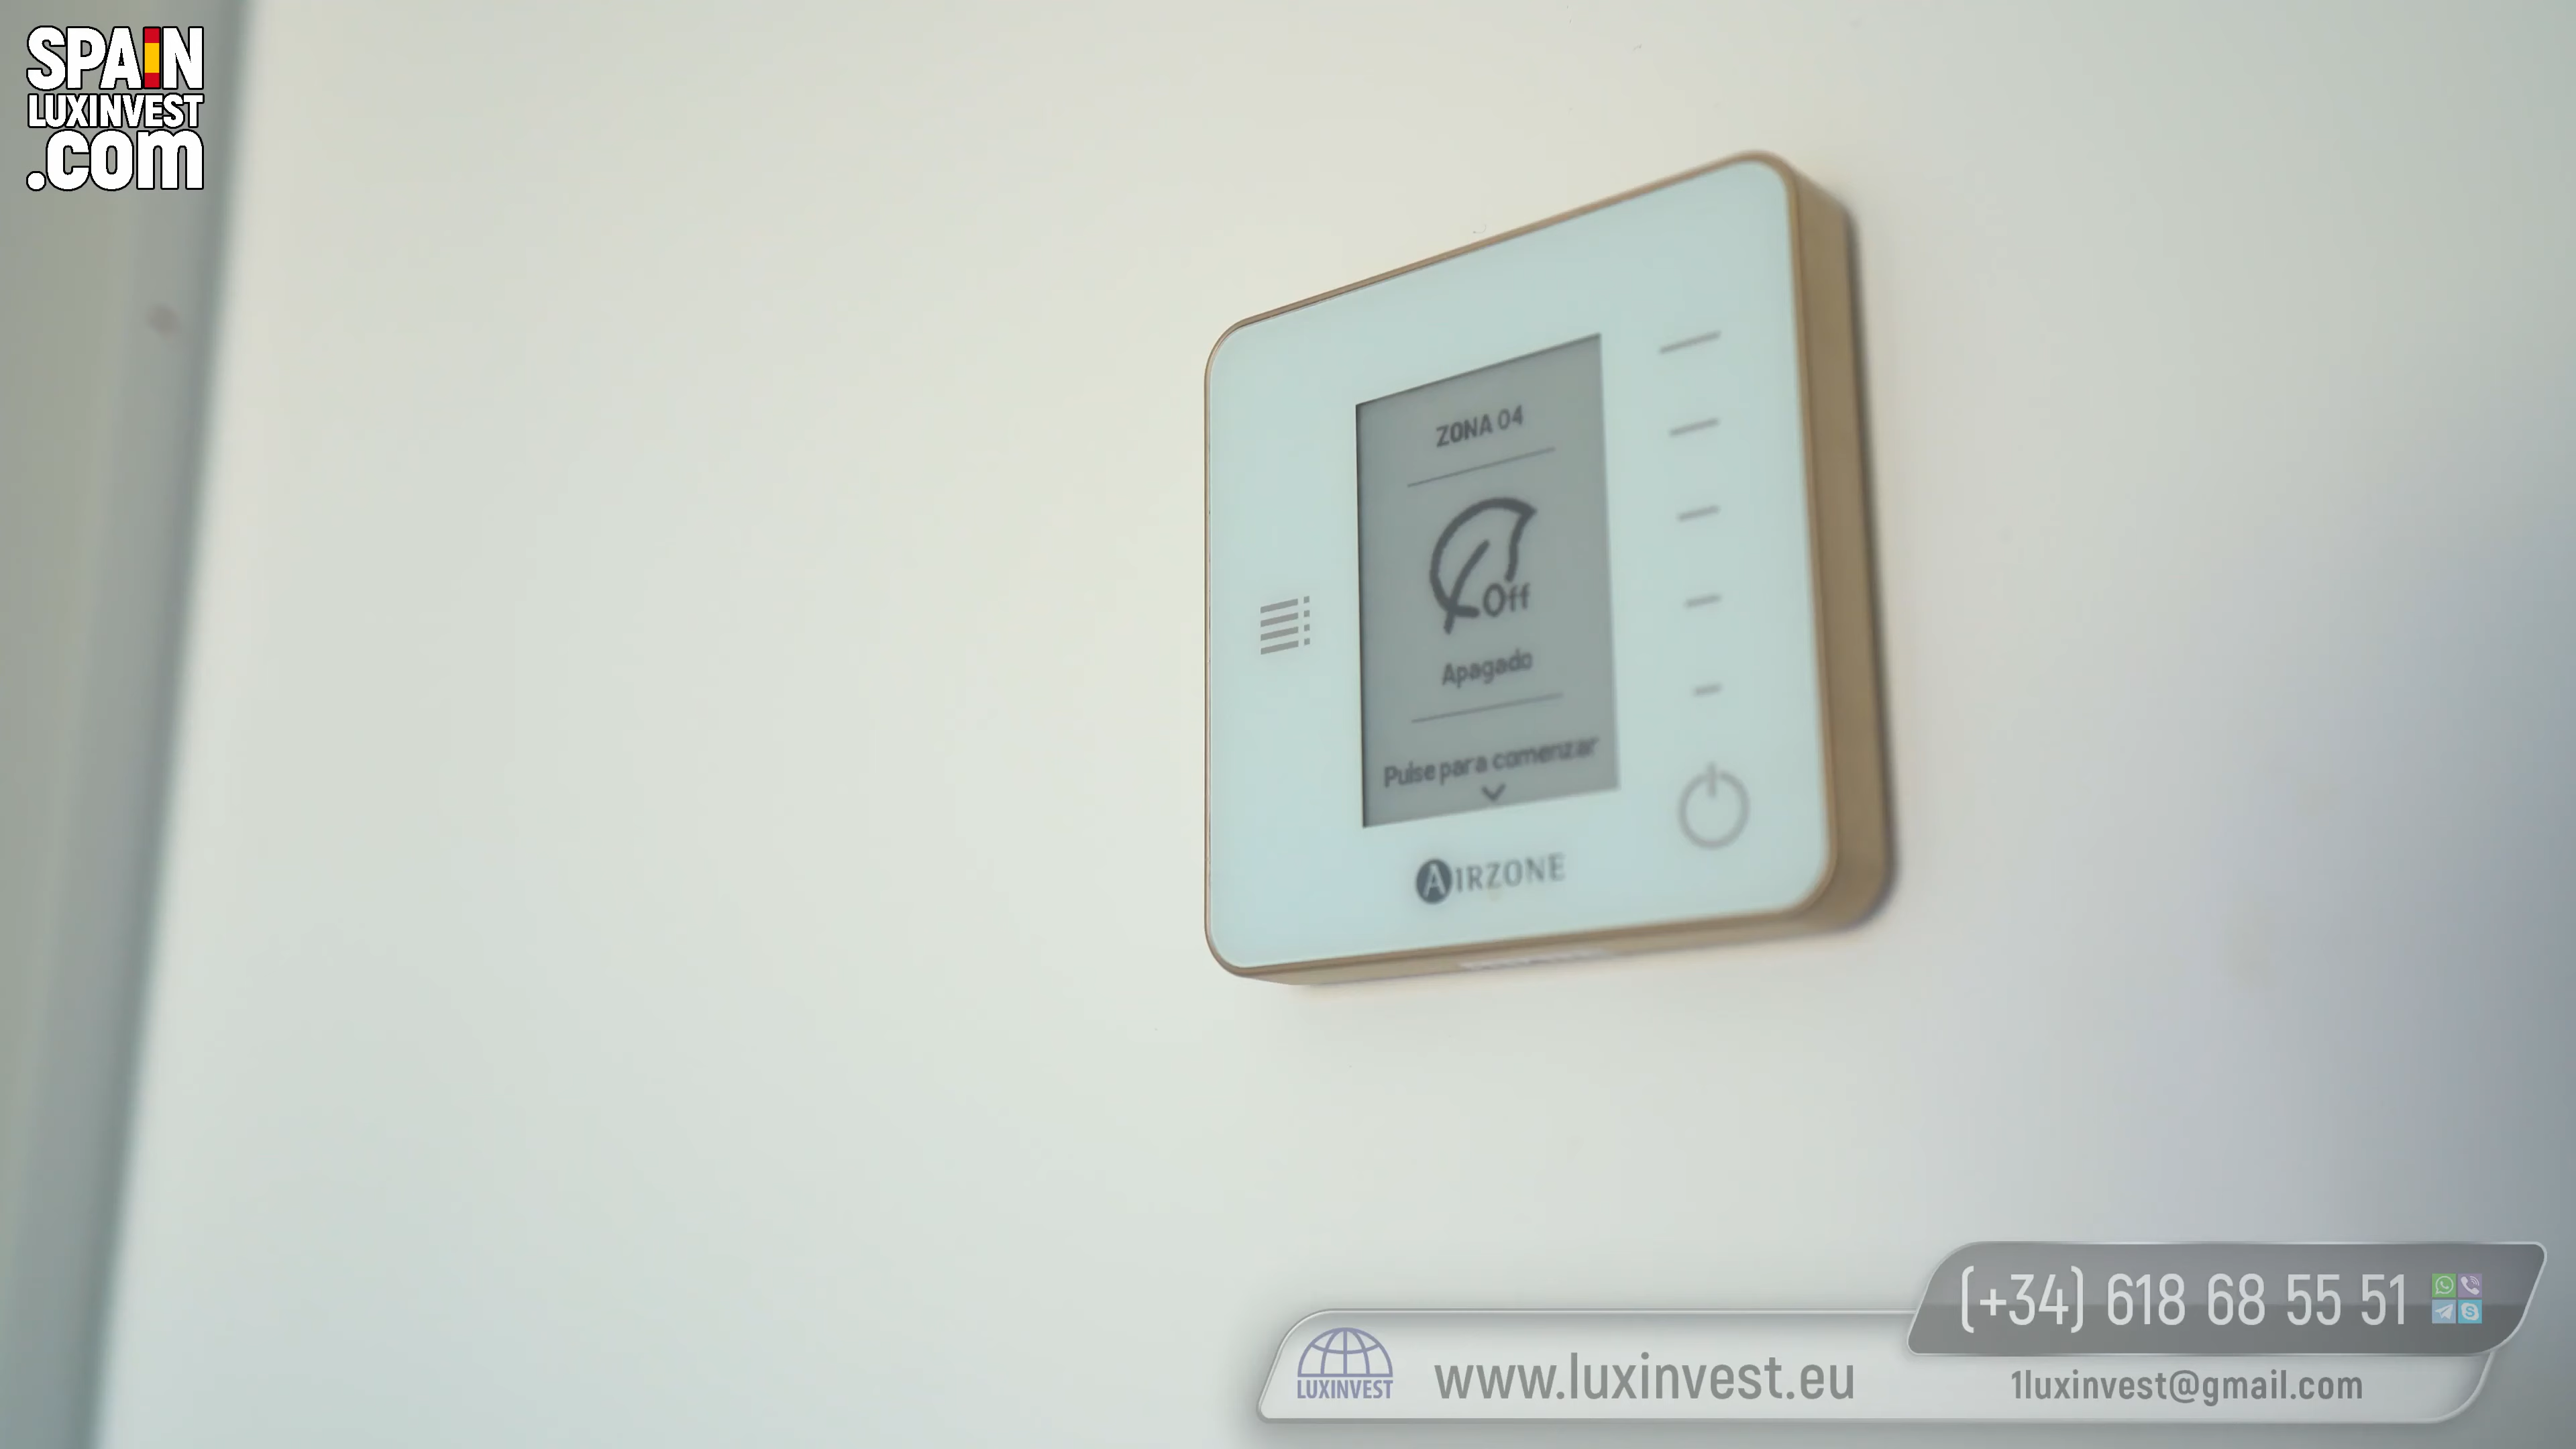 SPAIN
LUXINVEST
.com
ZONA 04
Off
Apagado
Pulse para comenzar
AIRZONE
(+34) 618 68 55 51
LUXINVEST
www.luxinvest.eu
1luxinvest@gmail.com